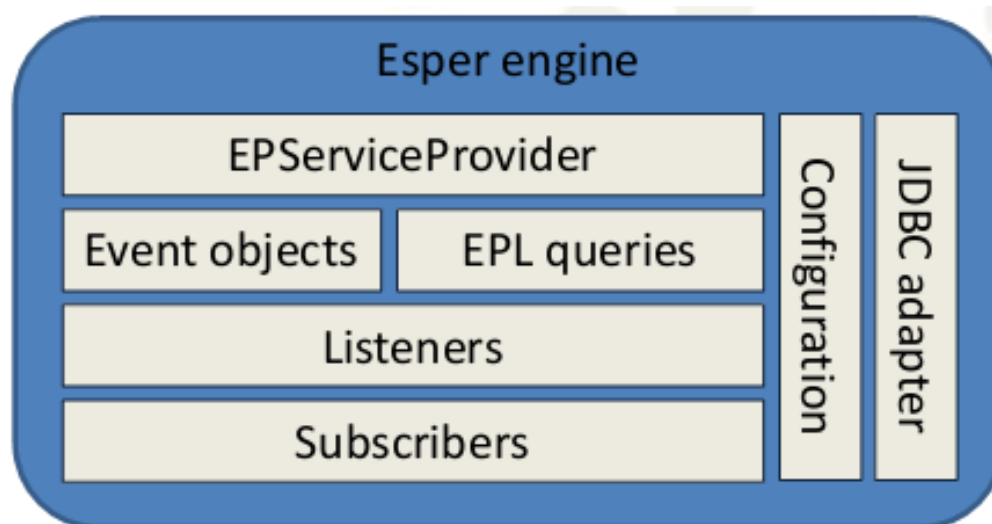 Esper engine
EPServiceProvider
Event objects
EPL queries
Listeners
Subscribers
Configuration
JDBC adapter